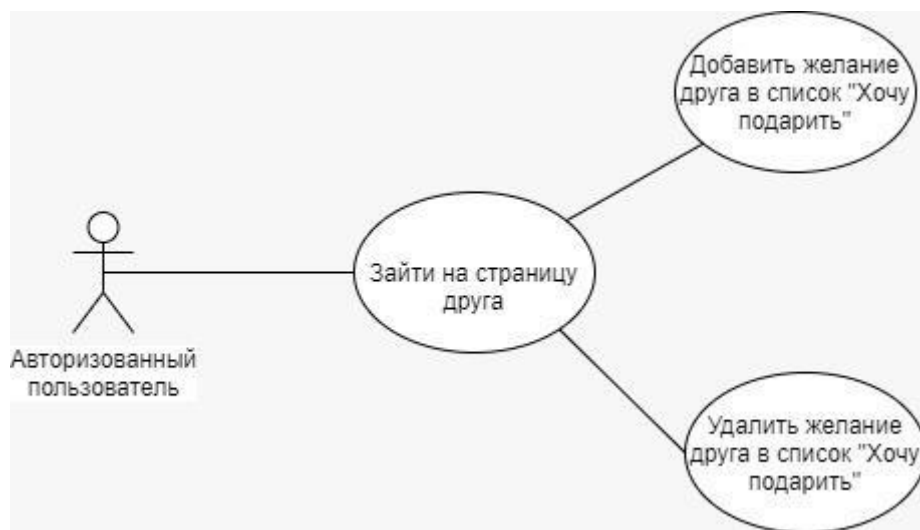 Добавить желание
друга в список "Хочу
подарить"
Зайти на страницу
друга
Авторизованный
пользователь
Удалить желание
друга в список "Хочу
подарить"